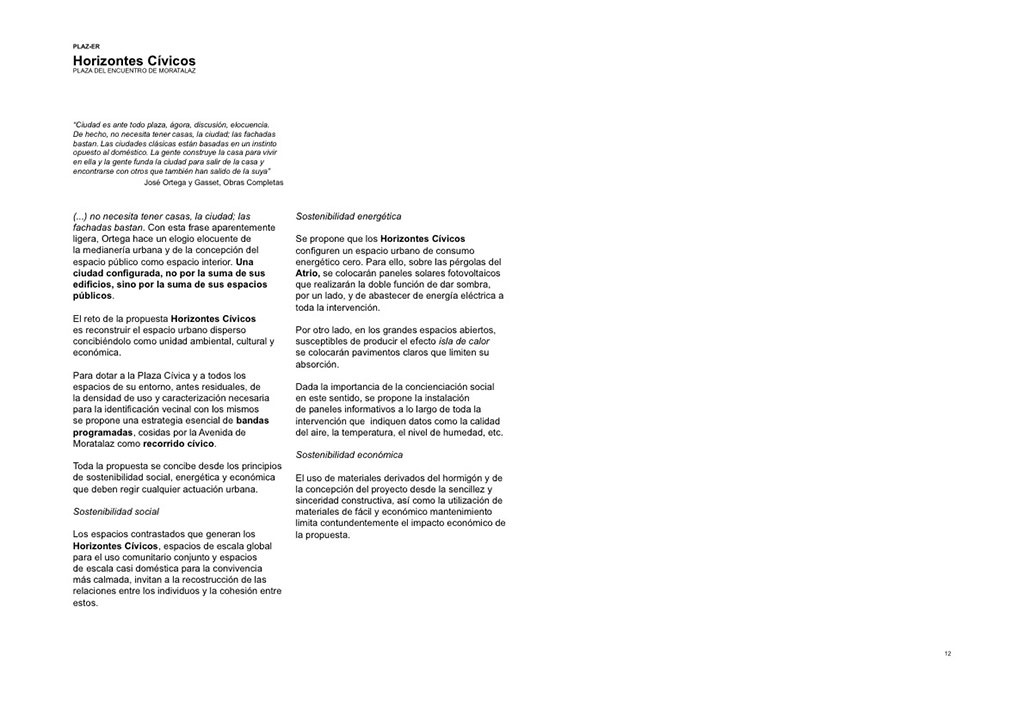 PLAZ-ER
Horizontes Cívicos
PLAZA DEL ENCUENTRO DE MORATALAZ
“Ciudad es ante todo plaza, ágora, discusión, elocuencia.
De hecho, no necesita tener casas, la ciudad; las fachadas
bastan. Las ciudades clásicas están basadas en un instinto
opuesto al doméstico. La gente construye la casa para vivir
en ella y la gente funda la ciudad para salir de la casa y
encontrarse con otros que también han salido de la suya”
José Ortega y Gasset, Obras Completas
(...) no necesita tener casas, la ciudad; las
fachadas bastan. Con esta frase aparentemente
ligera, Ortega hace un elogio elocuente de
la medianería urbana y de la concepción del
espacio público como espacio interior. Una
ciudad configurada, no por la suma de sus
edificios, sino por la suma de sus espacios
públicos.
El reto de la propuesta Horizontes Cívicos
es reconstruir el espacio urbano disperso
concibiéndolo como unidad ambiental, cultural y
económica.
Para dotar a la Plaza Cívica y a todos los
espacios de su entorno, antes residuales, de
la densidad de uso y caracterización necesaria
para la identificación vecinal con los mismos
se propone una estrategia esencial de bandas
programadas, cosidas por la Avenida de
Moratalaz como recorrido cívico.
Toda la propuesta se concibe desde los principios
de sostenibilidad social, energética y económica
que deben regir cualquier actuación urbana.
Sostenibilidad social
Los espacios contrastados que generan los
Horizontes Cívicos, espacios de escala global
para el uso comunitario conjunto y espacios
de escala casi doméstica para la convivencia
más calmada, invitan a la recostrucción de las
relaciones entre los individuos y la cohesión entre
estos.
Sostenibilidad energética
Se propone que los Horizontes Cívicos
configuren un espacio urbano de consumo
energético cero. Para ello, sobre las pérgolas del
Atrio, se colocarán paneles solares fotovoltaicos
que realizarán la doble función de dar sombra,
por un lado, y de abastecer de energía eléctrica a
toda la intervención.
Por otro lado, en los grandes espacios abiertos,
susceptibles de producir el efecto isla de calor
se colocarán pavimentos claros que limiten su
absorción.
Dada la importancia de la concienciación social
en este sentido, se propone la instalación
de paneles informativos a lo largo de toda la
intervención que indiquen datos como la calidad
del aire, la temperatura, el nivel de humedad, etc.
Sostenibilidad económica
El uso de materiales derivados del hormigón y de
la concepción del proyecto desde la sencillez y
sinceridad constructiva, así como la utilización de
materiales de fácil y económico mantenimiento
limita contundentemente el impacto económico de
la propuesta.
12